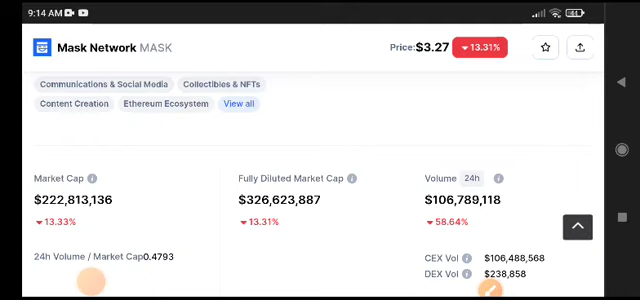 9:14 AM
44
Mask Network MASK
Price:$3.27
13.31%
Communications & Social Media
Collectibles & NFTs
Content Creation
Ethereum Ecosystem
View all
Market Cap
$222,813,136
13.33%
Fully Diluted Market Cap
$326,623,887
13.31%
Volume 24h
$106,789,118
58.64%
24h Volume / Market Cap0.4793
CEX Vol $106,488,568
DEX Vol $238,858